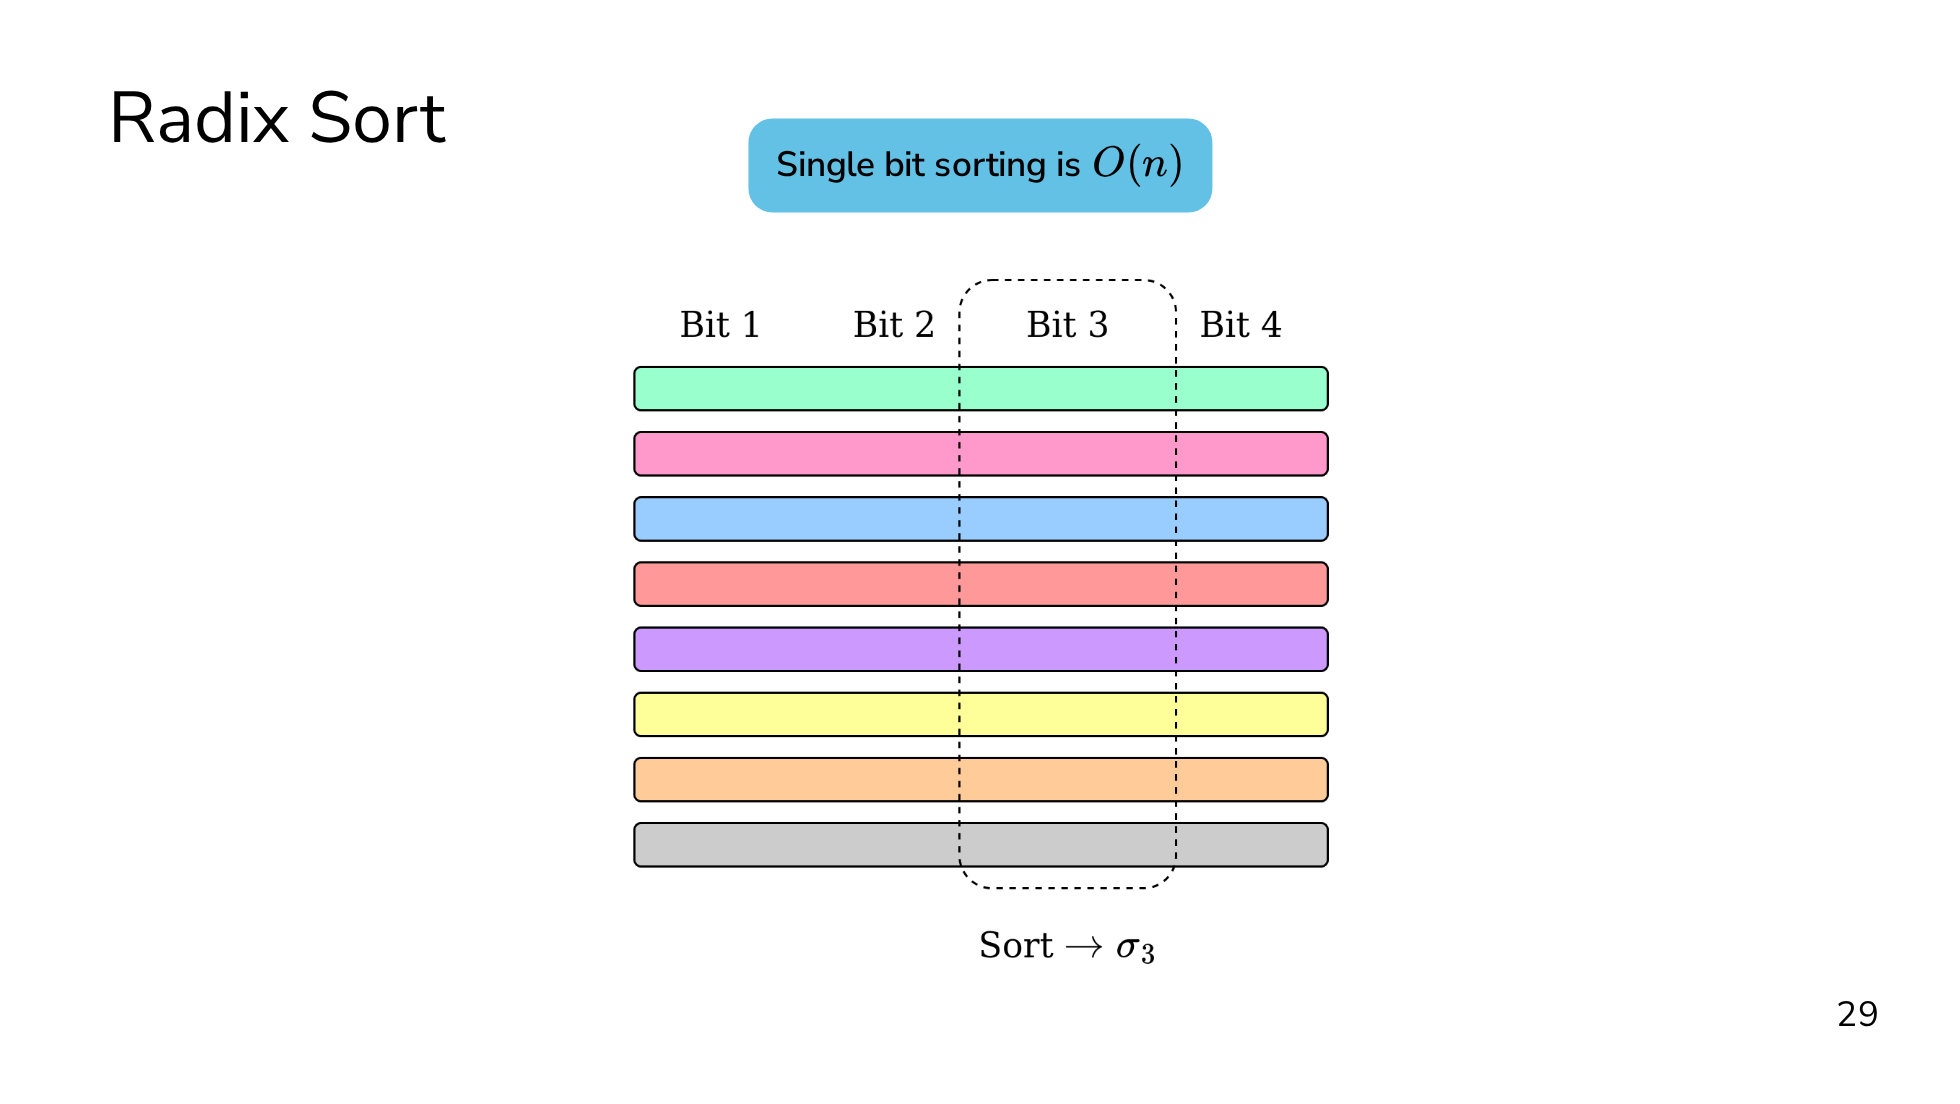 Radix Sort
Single bit sorting is O(n)
Bit 1 Bit 2 Bit 3 Bit 4
Sort → σ₃
29